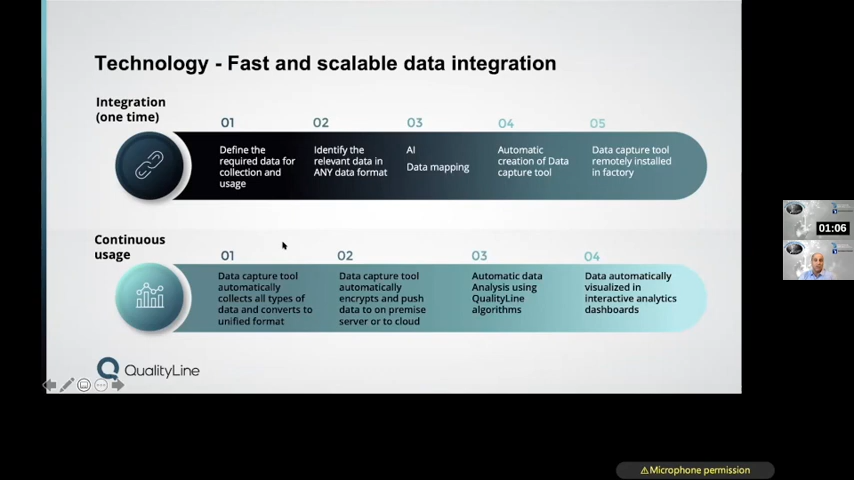 Technology - Fast and scalable data integration
Integration
(one time)
01
Define the
required data for
collection and
usage
02
Identify the
relevant data in
ANY data format
03
AI
Data mapping
04
Automatic
creation of Data
capture tool
05
Data capture tool
remotely installed
in factory
Continuous
usage
01
Data capture tool
automatically
collects all types of
data and converts to
unified format
02
Data capture tool
automatically
encrypts and push
data to on premise
server or to cloud
03
Automatic data
Analysis using
QualityLine
algorithms
04
Data automatically
visualized in
interactive analytics
dashboards
QualityLine
01:06
⚠Microphone permission